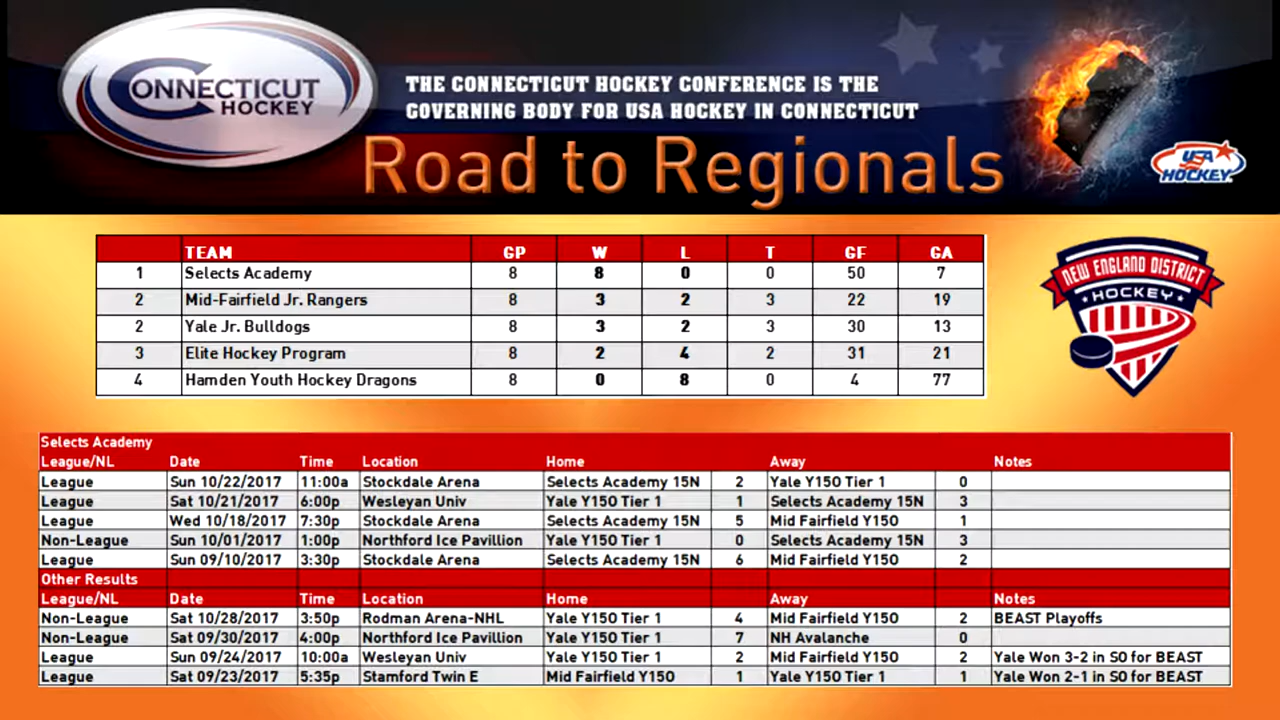 CONNECTICUT
HOCKEY
THE CONNECTICUT HOCKEY CONFERENCE IS THE
GOVERNING BODY FOR USA HOCKEY IN CONNECTICUT
Road to Regionals
USA
HOCKEY
TEAM GP W L T GF GA
1 Selects Academy 8 8 0 0 50 7
2 Mid-Fairfield Jr. Rangers 8 3 2 3 22 19
2 Yale Jr. Bulldogs 8 3 2 3 30 13
3 Elite Hockey Program 8 2 4 2 31 21
4 Hamden Youth Hockey Dragons 8 0 8 0 4 77
NEW ENGLAND DISTRICT
HOCKEY
Selects Academy
League/NL Date Time Location Home Away Notes
League Sun 10/22/2017 11:00a Stockdale Arena Selects Academy 15N 2 Yale Y150 Tier 1 0
League Sat 10/21/2017 6:00p Wesleyan Univ Yale Y150 Tier 1 1 Selects Academy 15N 3
League Wed 10/18/2017 7:30p Stockdale Arena Selects Academy 15N 5 Mid Fairfield Y150 1
Non-League Sun 10/01/2017 1:00p Northford Ice Pavillion Yale Y150 Tier 1 0 Selects Academy 15N 3
League Sun 09/10/2017 3:30p Stockdale Arena Selects Academy 15N 6 Mid Fairfield Y150 2
Other Results
League/NL Date Time Location Home Away Notes
Non-League Sat 10/28/2017 3:50p Rodman Arena-NHL Yale Y150 Tier 1 4 Mid Fairfield Y150 2 BEAST Playoffs
Non-League Sat 09/30/2017 4:00p Northford Ice Pavillion Yale Y150 Tier 1 7 NH Avalanche 0
League Sun 09/24/2017 10:00a Wesleyan Univ Yale Y150 Tier 1 2 Mid Fairfield Y150 2 Yale Won 3-2 in SO for BEAST
League Sat 09/23/2017 5:35p Stamford Twin E Mid Fairfield Y150 1 Yale Y150 Tier 1 1 Yale Won 2-1 in SO for BEAST